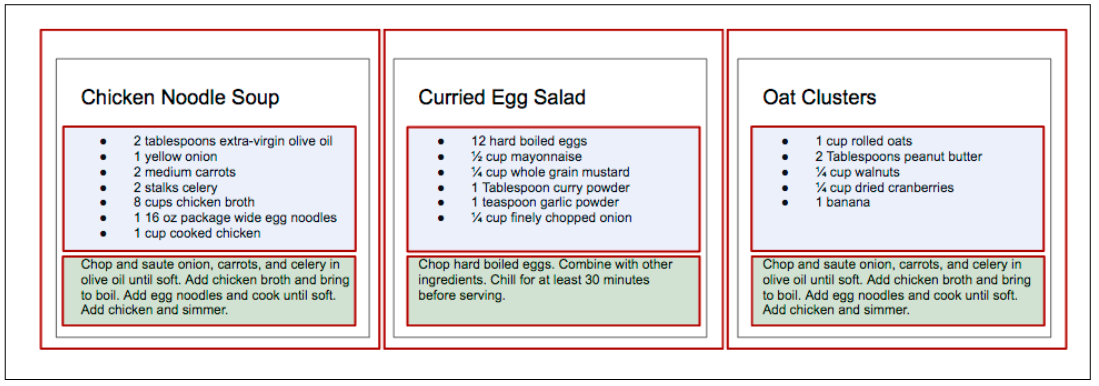 Chicken Noodle Soup
● 2 tablespoons extra-virgin olive oil
● 1 yellow onion
● 2 medium carrots
● 2 stalks celery
● 8 cups chicken broth
● 1 16 oz package wide egg noodles
● 1 cup cooked chicken
Chop and saute onion, carrots, and celery in
olive oil until soft. Add chicken broth and bring
to boil. Add egg noodles and cook until soft.
Add chicken and simmer.
Curried Egg Salad
● 12 hard boiled eggs
● ½ cup mayonnaise
● ¼ cup whole grain mustard
● 1 Tablespoon curry powder
● 1 teaspoon garlic powder
● ¼ cup finely chopped onion
Chop hard boiled eggs. Combine with other
ingredients. Chill for at least 30 minutes
before serving.
Oat Clusters
● 1 cup rolled oats
● 2 Tablespoons peanut butter
● ¼ cup walnuts
● ¼ cup dried cranberries
● 1 banana
Chop and saute onion, carrots, and celery in
olive oil until soft. Add chicken broth and bring
to boil. Add egg noodles and cook until soft.
Add chicken and simmer.